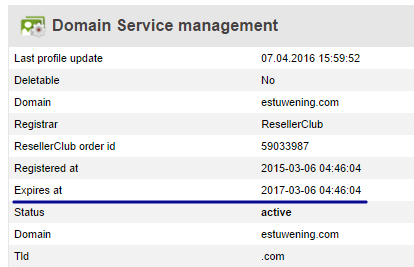 Domain Service management
Last profile update 07.04.2016 15:59:52
Deletable No
Domain estuwening.com
Registrar ResellerClub
ResellerClub order id 59033987
Registered at 2015-03-06 04:46:04
Expires at 2017-03-06 04:46:04
Status active
Domain estuwening.com
Tld .com